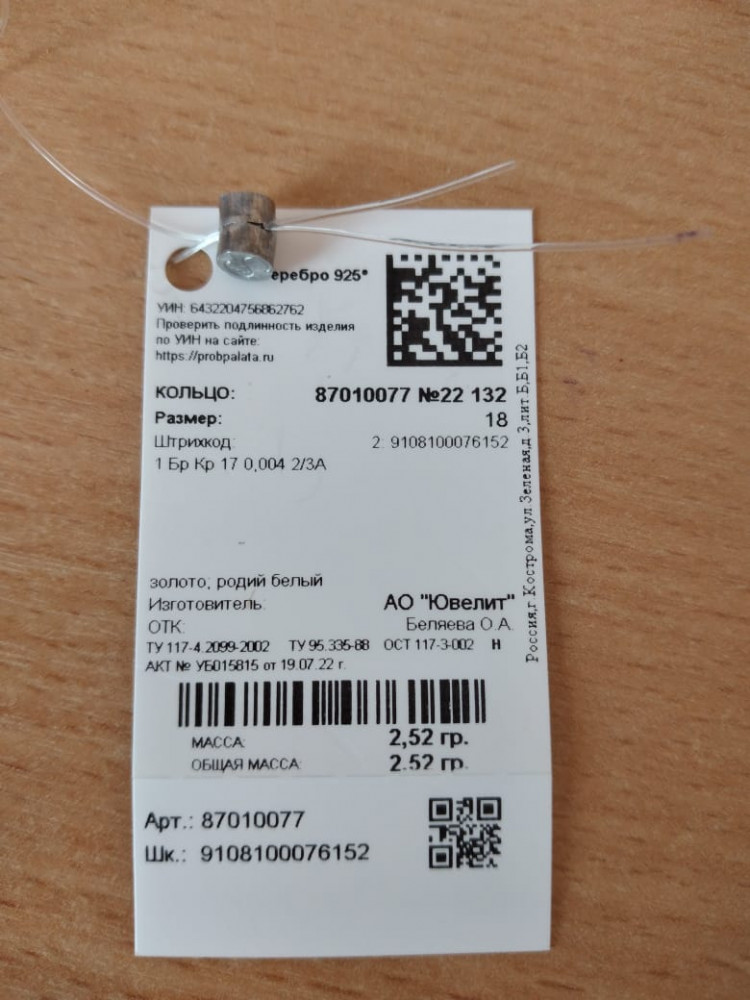 еребро 925*
УИН: 6432204756862762
Проверить подлинность изделия
по УИН на сайте:
https://probpalata.ru
КОЛЬЦО: 87010077 №22 132
Размер: 18
Штрихкод: 2: 9108100076152
1 Бр Кр 17 0,004 2/3А
золото; родий белый
Изготовитель: АО "Ювелит"
ОТК: Беляева О.А.
ТУ 117-4.2099-2002 ТУ 95.335-88 ОСТ 117-3-002 Н
АКТ № УБ015815 от 19.07.22 г.
МАССА: 2,52 гр.
ОБЩАЯ МАССА: 2.52 гр.
Арт.: 87010077
Шк.: 9108100076152
Россия,г Кострома,ул Зеленая,д 3,лит Б,Б1,Б2